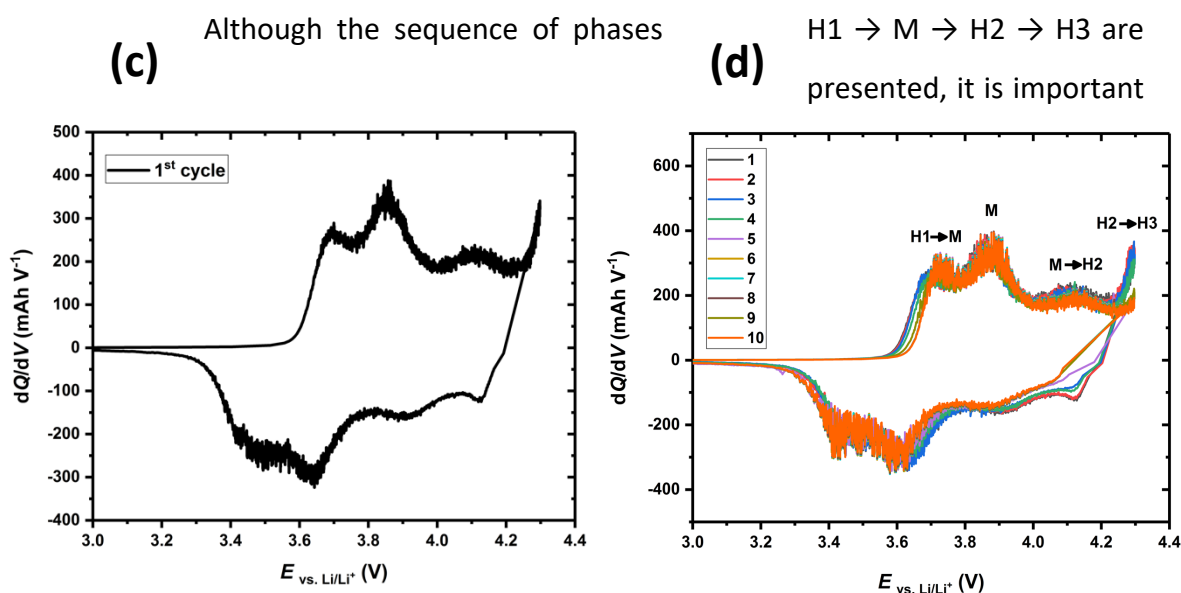 Although the sequence of phases H1 → M → H2 → H3 are
presented, it is important
(c)
500
400
300
200
100
0
-100
-200
-300
-400
3.0 3.2 3.4 3.6 3.8 4.0 4.2 4.4
dQ/dV (mAh V⁻¹)
E vs. Li/Li⁺ (V)
1st cycle
(d)
600
400
200
0
-200
-400
3.0 3.2 3.4 3.6 3.8 4.0 4.2 4.4
dQ/dV (mAh V⁻¹)
E vs. Li/Li⁺ (V)
1
2
3
4
5
6
7
8
9
10
H1→M
M
M→H2
H2→H3